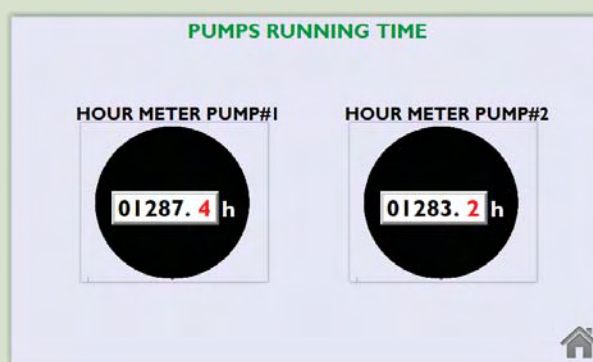 PUMPS RUNNING TIME
HOUR METER PUMP#1 HOUR METER PUMP#2
01287.4 h 01283.2 h